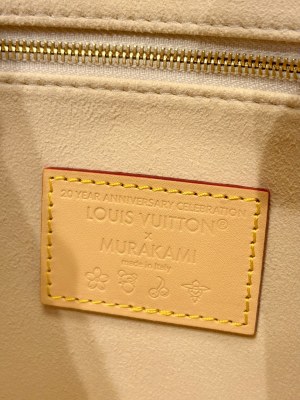 20 YEAR ANNIVERSARY CELEBRATION
LOUIS VUITTON®
×
MURAKAMI
made in Italy